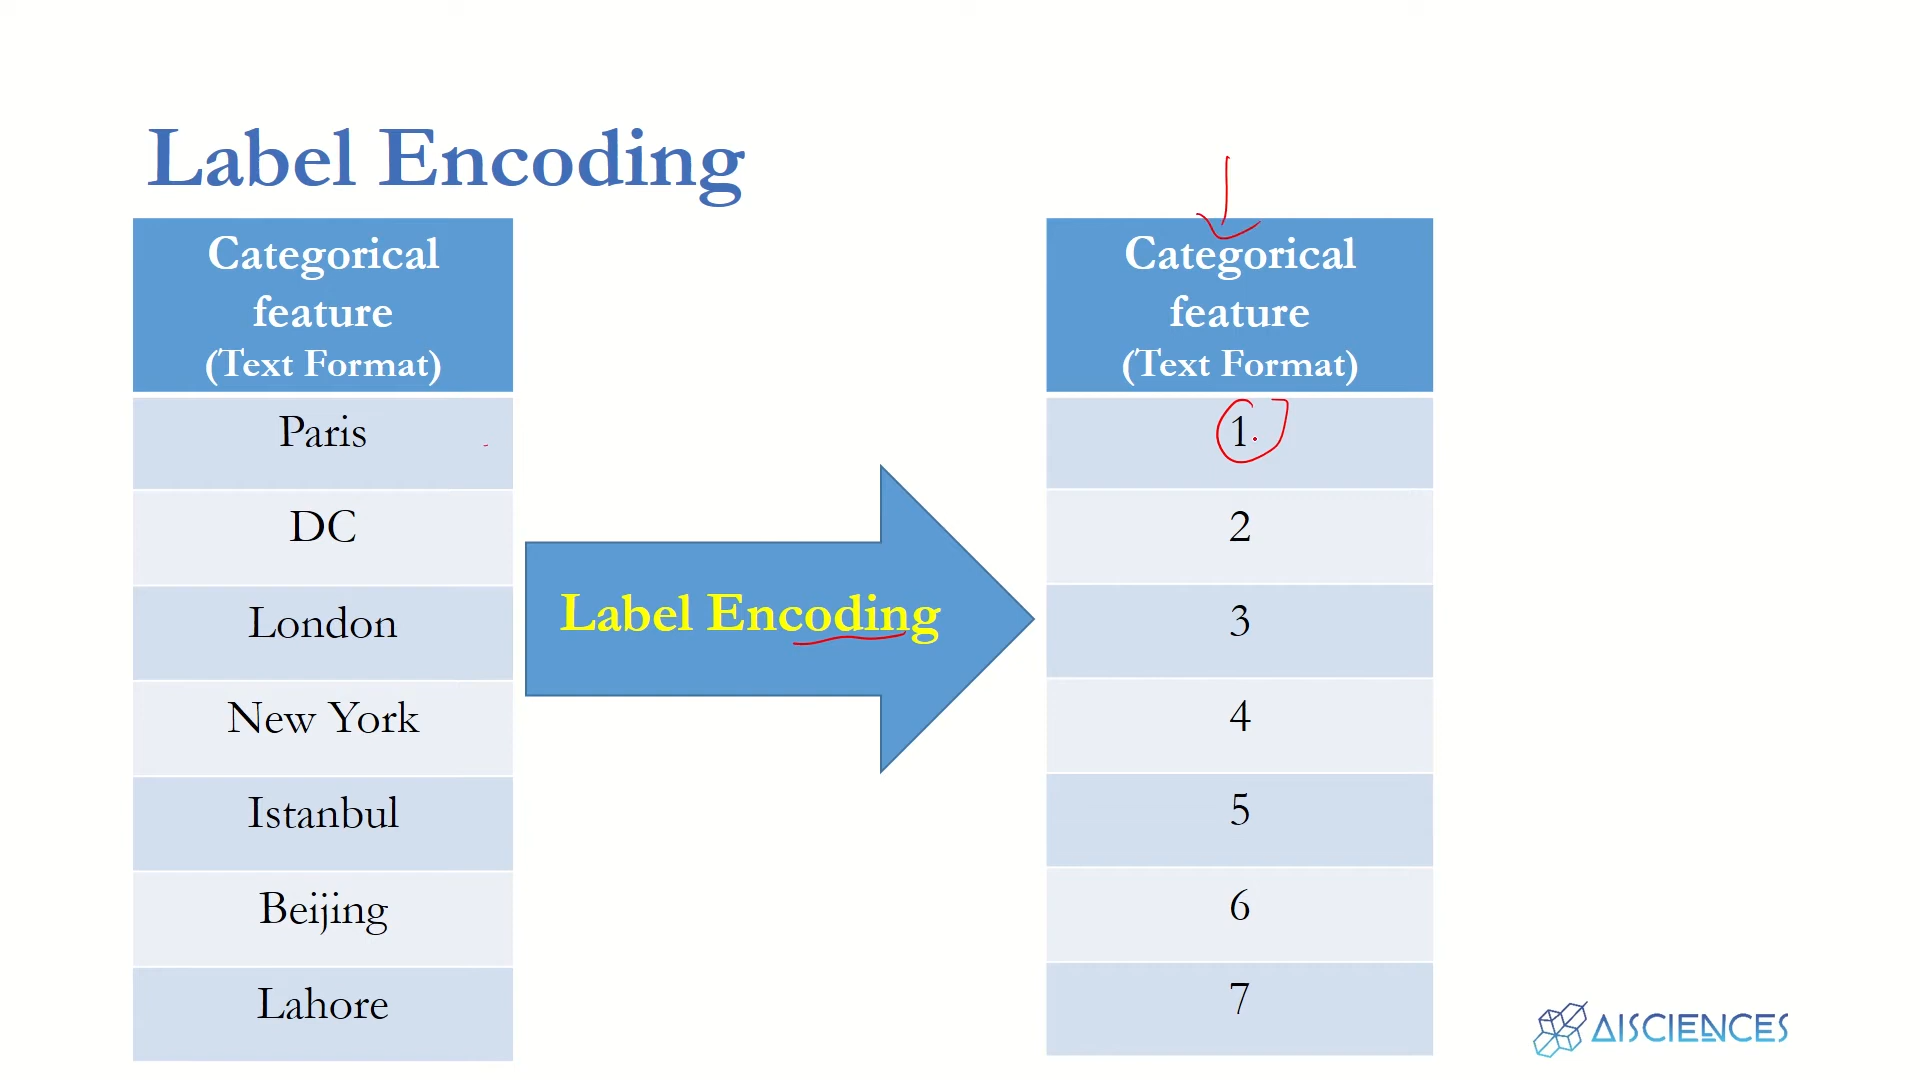 Label Encoding
Categorical
feature
(Text Format)
Paris
DC
London
New York
Istanbul
Beijing
Lahore
Label Encoding
Categorical
feature
(Text Format)
1
2
3
4
5
6
7
AISCIENCES